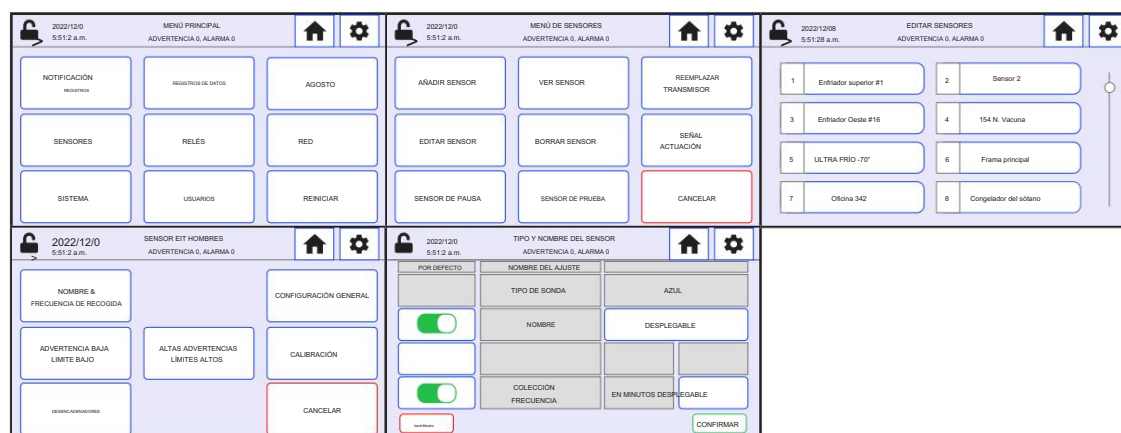 2022/12/0
5:51:2 a.m.
MENÚ PRINCIPAL
ADVERTENCIA 0, ALARMA 0
NOTIFICACIÓN
REGISTROS
REGISTROS DE DATOS
AGOSTO
SENSORES
RELÉS
RED
SISTEMA
USUARIOS
REINICIAR
2022/12/0
5:51:2 a.m.
MENÚ DE SENSORES
ADVERTENCIA 0, ALARMA 0
AÑADIR SENSOR
VER SENSOR
REEMPLAZAR
TRANSMISOR
EDITAR SENSOR
BORRAR SENSOR
SEÑAL
ACTUACIÓN
SENSOR DE PAUSA
SENSOR DE PRUEBA
CANCELAR
2022/12/08
5:51:28 a.m.
EDITAR SENSORES
ADVERTENCIA 0, ALARMA 0
1 Enfriador superior #1
2 Sensor 2
3 Enfriador Oeste #16
4 154 N. Vacuna
5 ULTRA FRÍO -70°
6 Frama principal
7 Oficina 342
8 Congelador del sótano
2022/12/0
5:51:2 a.m.
SENSOR EIT HOMBRES
ADVERTENCIA 0, ALARMA 0
NOMBRE &
FRECUENCIA DE RECOGIDA
CONFIGURACIÓN GENERAL
ADVERTENCIA BAJA
LIMITE BAJO
ALTAS ADVERTENCIAS
LÍMITES ALTOS
CALIBRACIÓN
DESENCADENADORES
CANCELAR
2022/12/0
5:51:2 a.m.
TIPO Y NOMBRE DEL SENSOR
ADVERTENCIA 0, ALARMA 0
POR DEFECTO
NOMBRE DEL AJUSTE
TIPO DE SONDA
AZUL
NOMBRE
DESPLEGABLE
COLECCIÓN
FRECUENCIA
EN MINUTOS DESPLEGABLE
CONFIRMAR